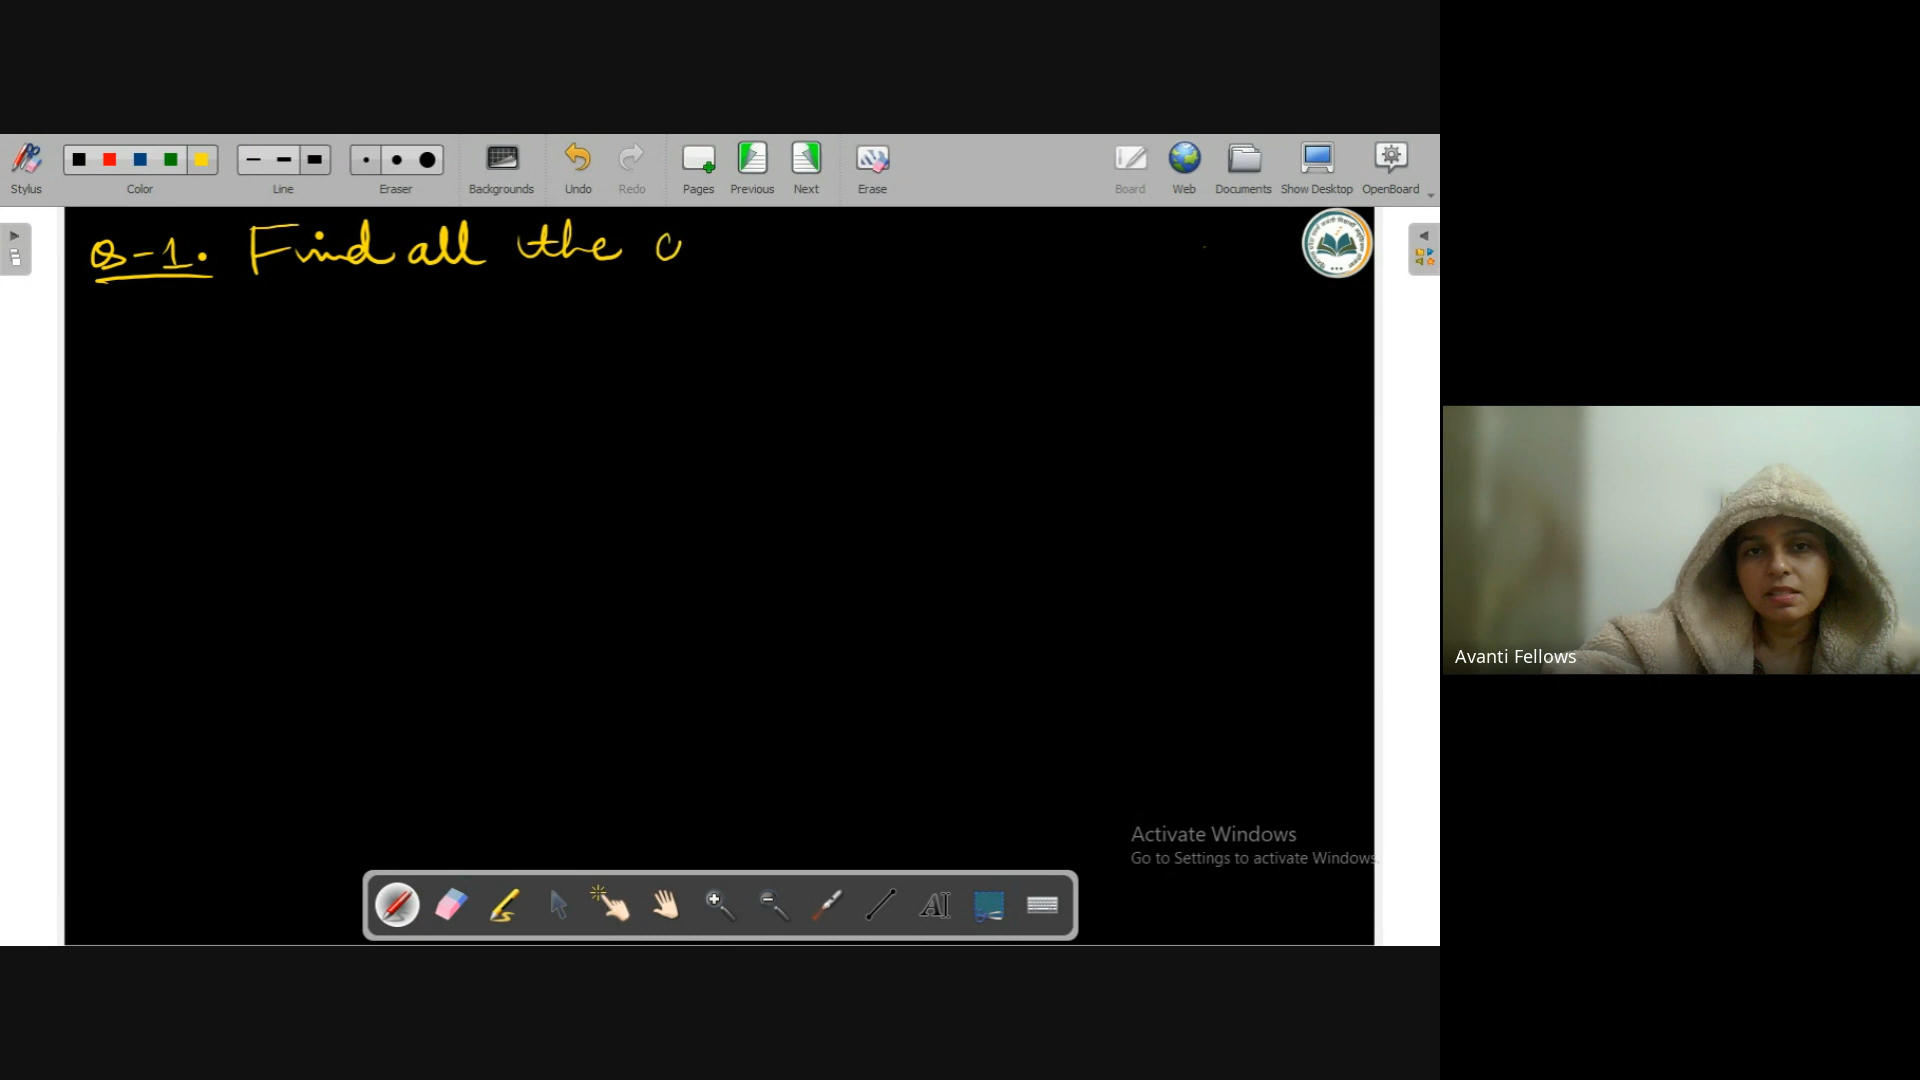 Stylus
Color
Line
Eraser
Backgrounds
Undo
Redo
Pages
Previous
Next
Erase
Board
Web
Documents
Show Desktop
OpenBoard
Q-1. Find all the
Avanti Fellows
Activate Windows
Go to Settings to activate Windows.
AI